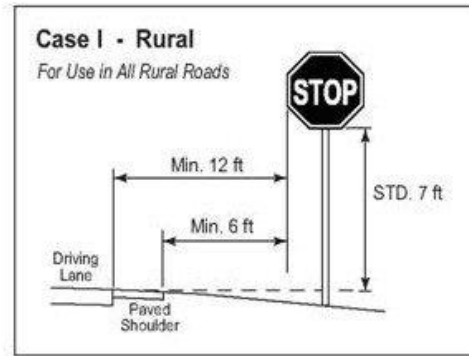 Case I - Rural
For Use in All Rural Roads
STOP
Min. 12 ft
STD. 7 ft
Min. 6 ft
Driving
Lane
Paved
Shoulder